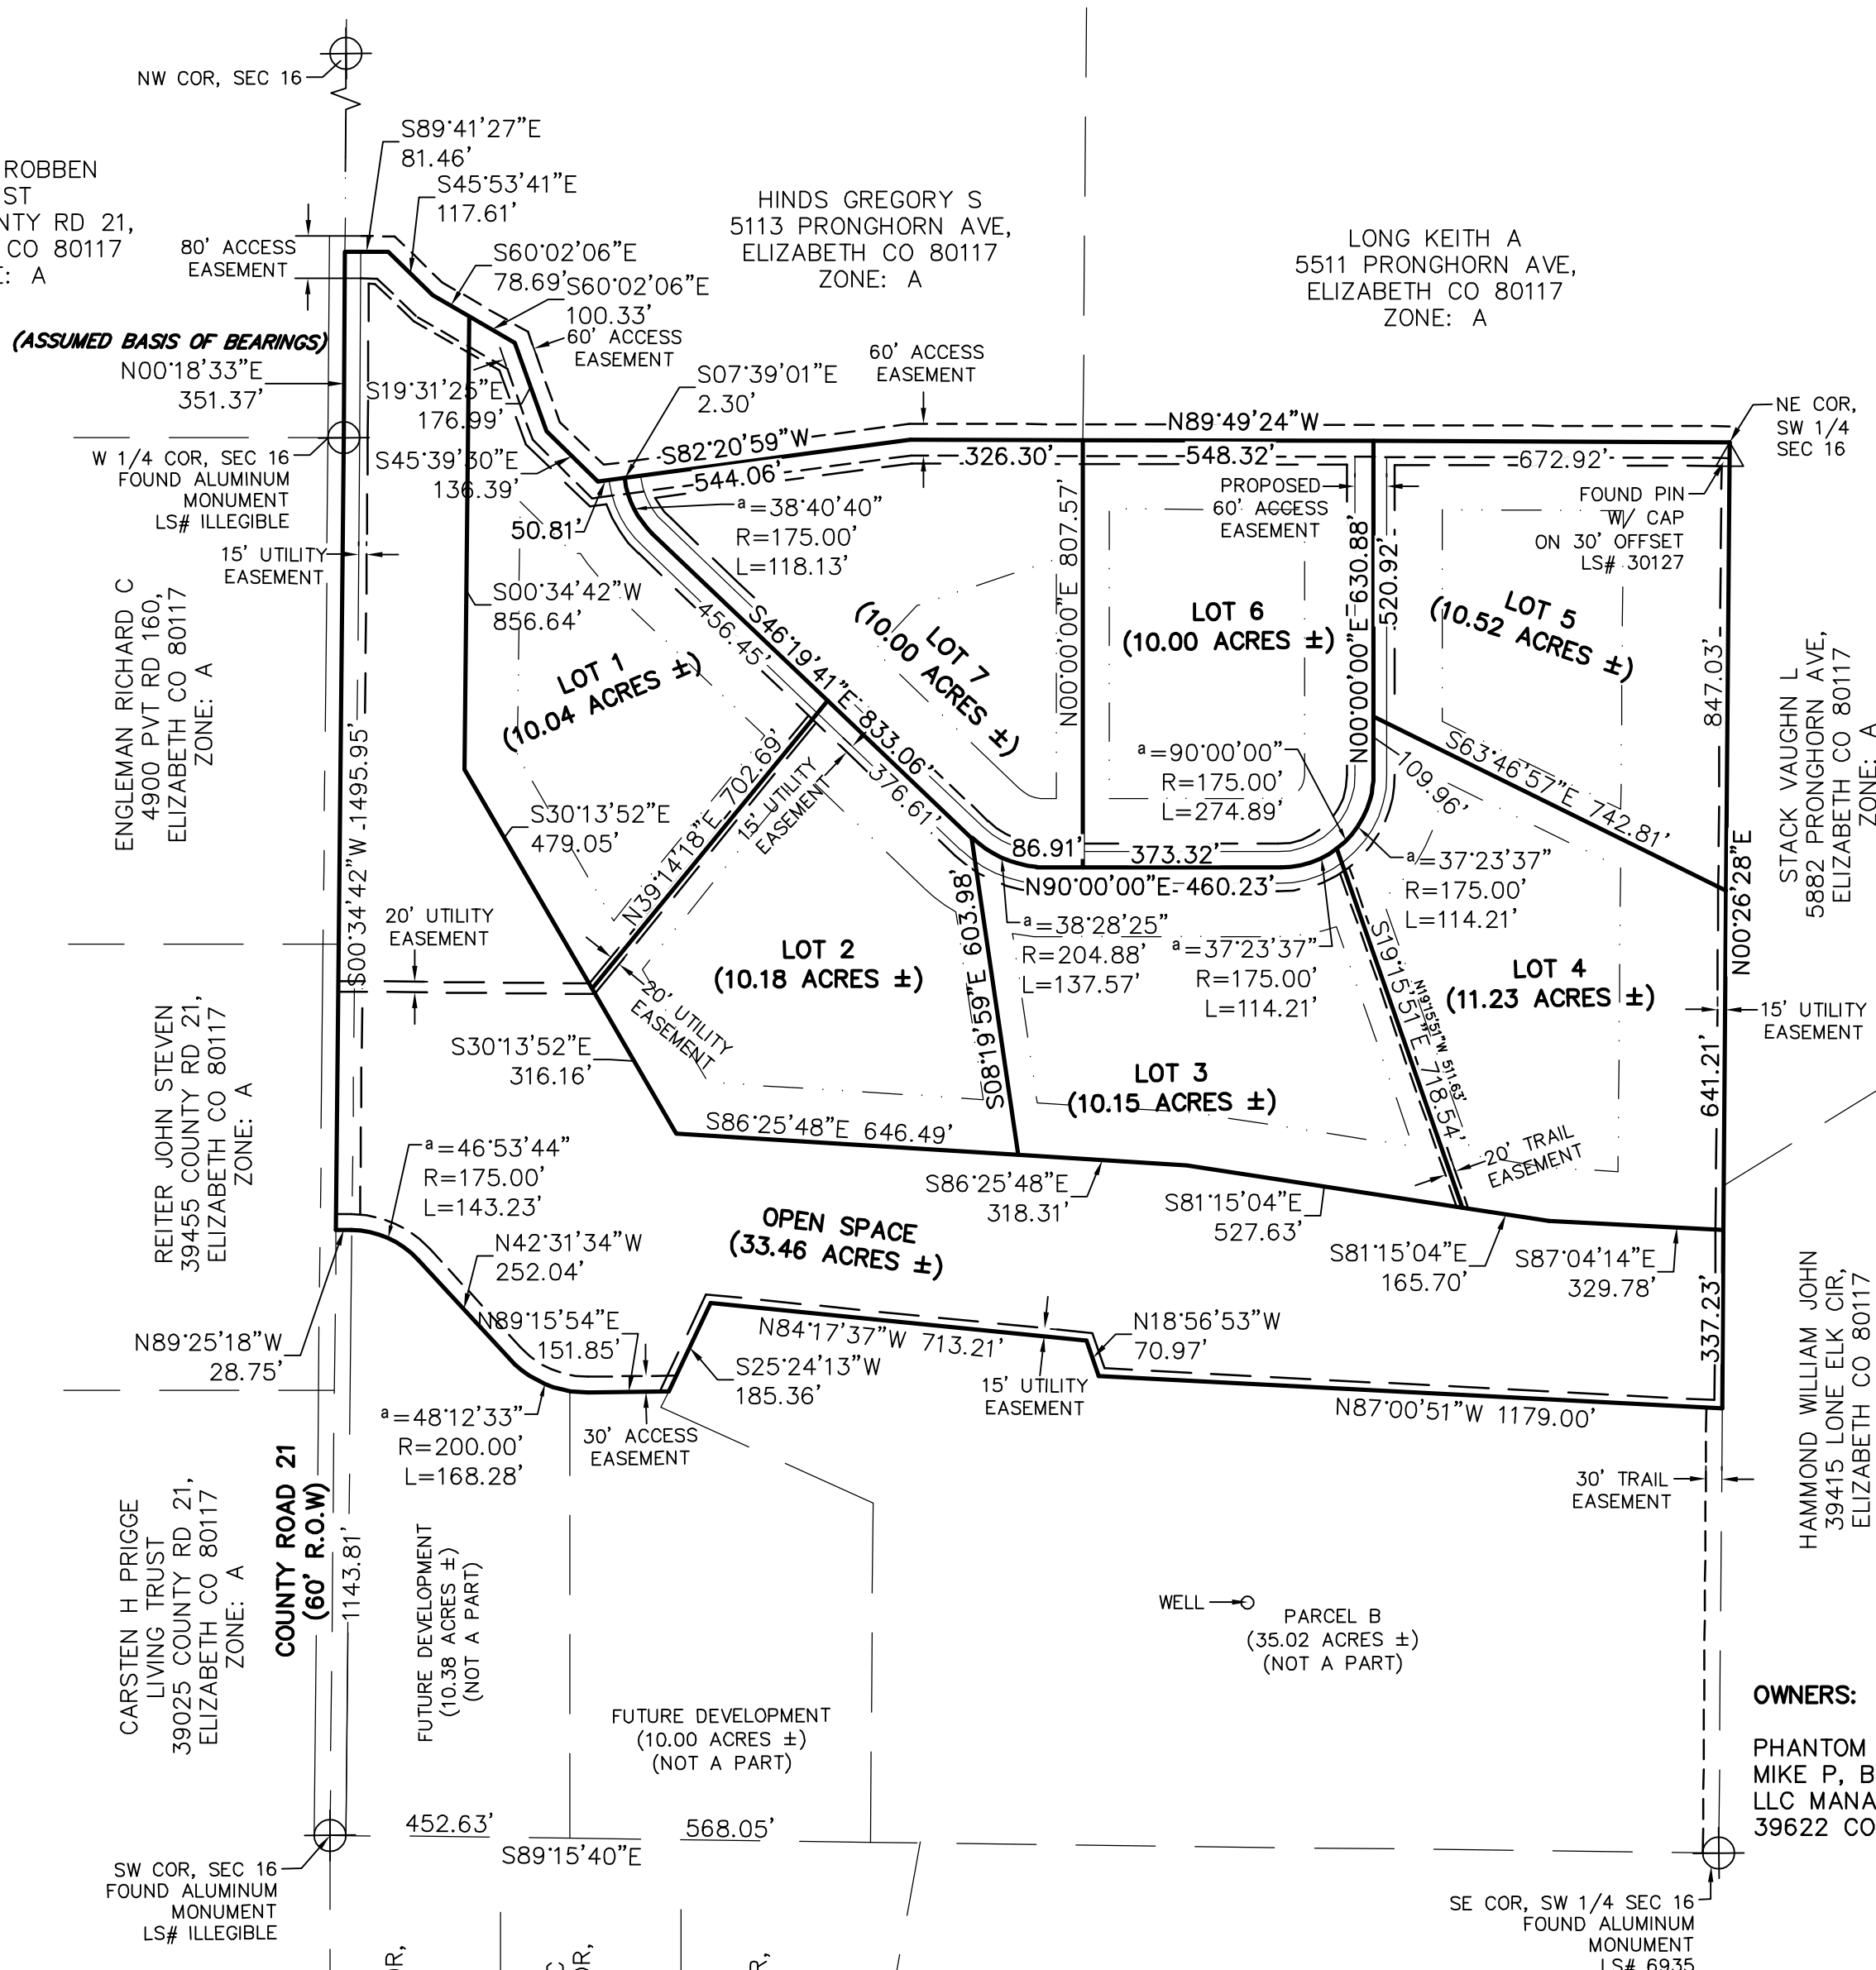 NW COR, SEC 16
S89°41'27"E
81.46'
S45°53'41"E
117.61'
ROBBEN
ST
NTY RD 21,
CO 80117
E: A
80' ACCESS
EASEMENT
S60°02'06"E
78.69'
S60°02'06"E
100.33'
60' ACCESS
EASEMENT
HINDS GREGORY S
5113 PRONGHORN AVE,
ELIZABETH CO 80117
ZONE: A
LONG KEITH A
5511 PRONGHORN AVE,
ELIZABETH CO 80117
ZONE: A
(ASSUMED BASIS OF BEARINGS)
N00°18'33"E
351.37'
S19°31'25"E
176.99'
S07°39'01"E
2.30'
60' ACCESS
EASEMENT
N89°49'24"W
NE COR,
SW 1/4
SEC 16
W 1/4 COR, SEC 16
FOUND ALUMINUM
MONUMENT
LS# ILLEGIBLE
S45°39'30"E
136.39'
S82°20'59"W
544.06'
326.30'
548.32'
672.92'
50.81'
a=38°40'40"
R=175.00'
L=118.13'
PROPOSED
60' ACCESS
EASEMENT
FOUND PIN
W/ CAP
ON 30' OFFSET
LS# 30127
15' UTILITY
EASEMENT
ENGLEMAN RICHARD C
4900 PVT RD 160,
ELIZABETH CO 80117
ZONE: A
S00°34'42"W
856.64'
LOT 1
(10.04 ACRES ±)
456.45'
S46°19'41"E 833.06'
LOT 7
(10.00 ACRES ±)
N00°00'00"E 807.57'
LOT 6
(10.00 ACRES ±)
N00°00'00"E 630.88'
520.92'
LOT 5
(10.52 ACRES ±)
847.03'
STACK VAUGHN L
5882 PRONGHORN AVE,
ELIZABETH CO 80117
ZONE: A
S00°34'42"W 1495.95'
S30°13'52"E
479.05'
N39°14'18"E 702.69'
15' UTILITY
EASEMENT
376.61'
a=90°00'00"
R=175.00'
L=274.89'
109.96'
S63°46'57"E 742.81'
86.91'
373.32'
N90°00'00"E 460.23'
a=37°23'37"
R=175.00'
L=114.21'
N00°26'28"E
20' UTILITY
EASEMENT
20' UTILITY
EASEMENT
LOT 2
(10.18 ACRES ±)
S08°19'59"E 603.98'
a=38°28'25"
R=204.88'
L=137.57'
a=37°23'37"
R=175.00'
L=114.21'
S19°15'51"E 718.54'
N19°15'51"W 511.63'
LOT 4
(11.23 ACRES ±)
15' UTILITY
EASEMENT
REITER JOHN STEVEN
39455 COUNTY RD 21,
ELIZABETH CO 80117
ZONE: A
S30°13'52"E
316.16'
LOT 3
(10.15 ACRES ±)
641.21'
S86°25'48"E 646.49'
20' TRAIL
EASEMENT
a=46°53'44"
R=175.00'
L=143.23'
S86°25'48"E
318.31'
S81°15'04"E
527.63'
S81°15'04"E
165.70'
S87°04'14"E
329.78'
OPEN SPACE
(33.46 ACRES ±)
N42°31'34"W
252.04'
N89°15'54"E
151.85'
N84°17'37"W 713.21'
N18°56'53"W
70.97'
337.23'
HAMMOND WILLIAM JOHN
39415 LONE ELK CIR,
ELIZABETH CO 80117
N89°25'18"W
28.75'
S25°24'13"W
185.36'
15' UTILITY
EASEMENT
N87°00'51"W 1179.00'
a=48°12'33"
R=200.00'
L=168.28'
30' ACCESS
EASEMENT
30' TRAIL
EASEMENT
CARSTEN H PRIGGE
LIVING TRUST
39025 COUNTY RD 21,
ELIZABETH CO 80117
ZONE: A
COUNTY ROAD 21
(60' R.O.W)
1143.81'
FUTURE DEVELOPMENT
(10.38 ACRES ±)
(NOT A PART)
WELL
PARCEL B
(35.02 ACRES ±)
(NOT A PART)
FUTURE DEVELOPMENT
(10.00 ACRES ±)
(NOT A PART)
OWNERS:
PHANTOM
MIKE P, B
LLC MANA
39622 CO
452.63'
568.05'
S89°15'40"E
SW COR, SEC 16
FOUND ALUMINUM
MONUMENT
LS# ILLEGIBLE
SE COR, SW 1/4 SEC 16
FOUND ALUMINUM
MONUMENT
LS# 6935
OR,
C
OR,
R,